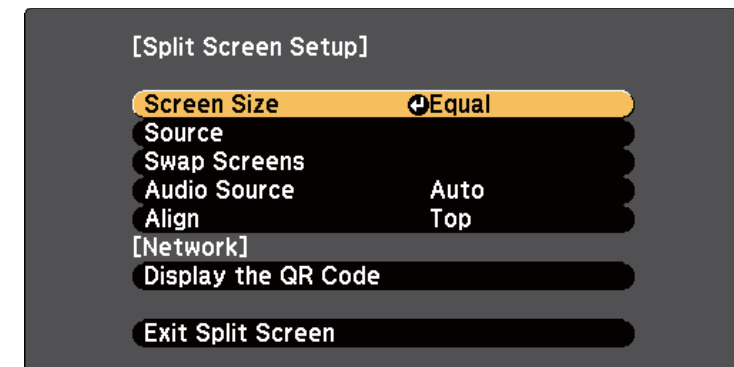 [Split Screen Setup]
Screen Size Equal
Source
Swap Screens
Audio Source Auto
Align Top
[Network]
Display the QR Code
Exit Split Screen